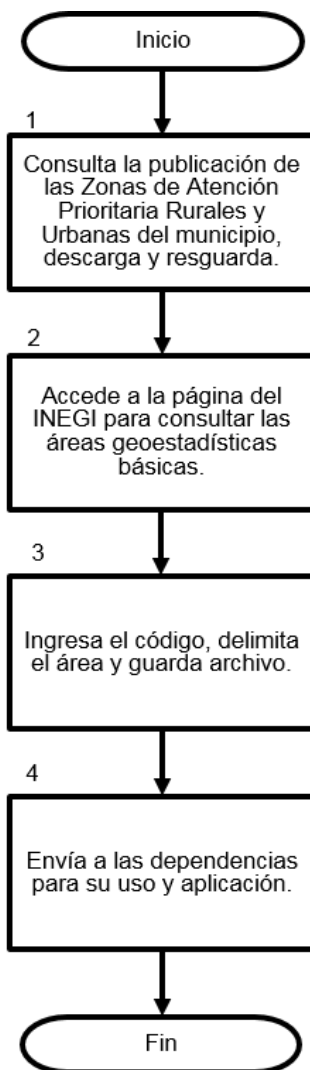 Inicio
1
Consulta la publicación de
las Zonas de Atención
Prioritaria Rurales y
Urbanas del municipio,
descarga y resguarda.
2
Accede a la página del
INEGI para consultar las
áreas geoestadísticas
básicas.
3
Ingresa el código, delimita
el área y guarda archivo.
4
Envía a las dependencias
para su uso y aplicación.
Fin